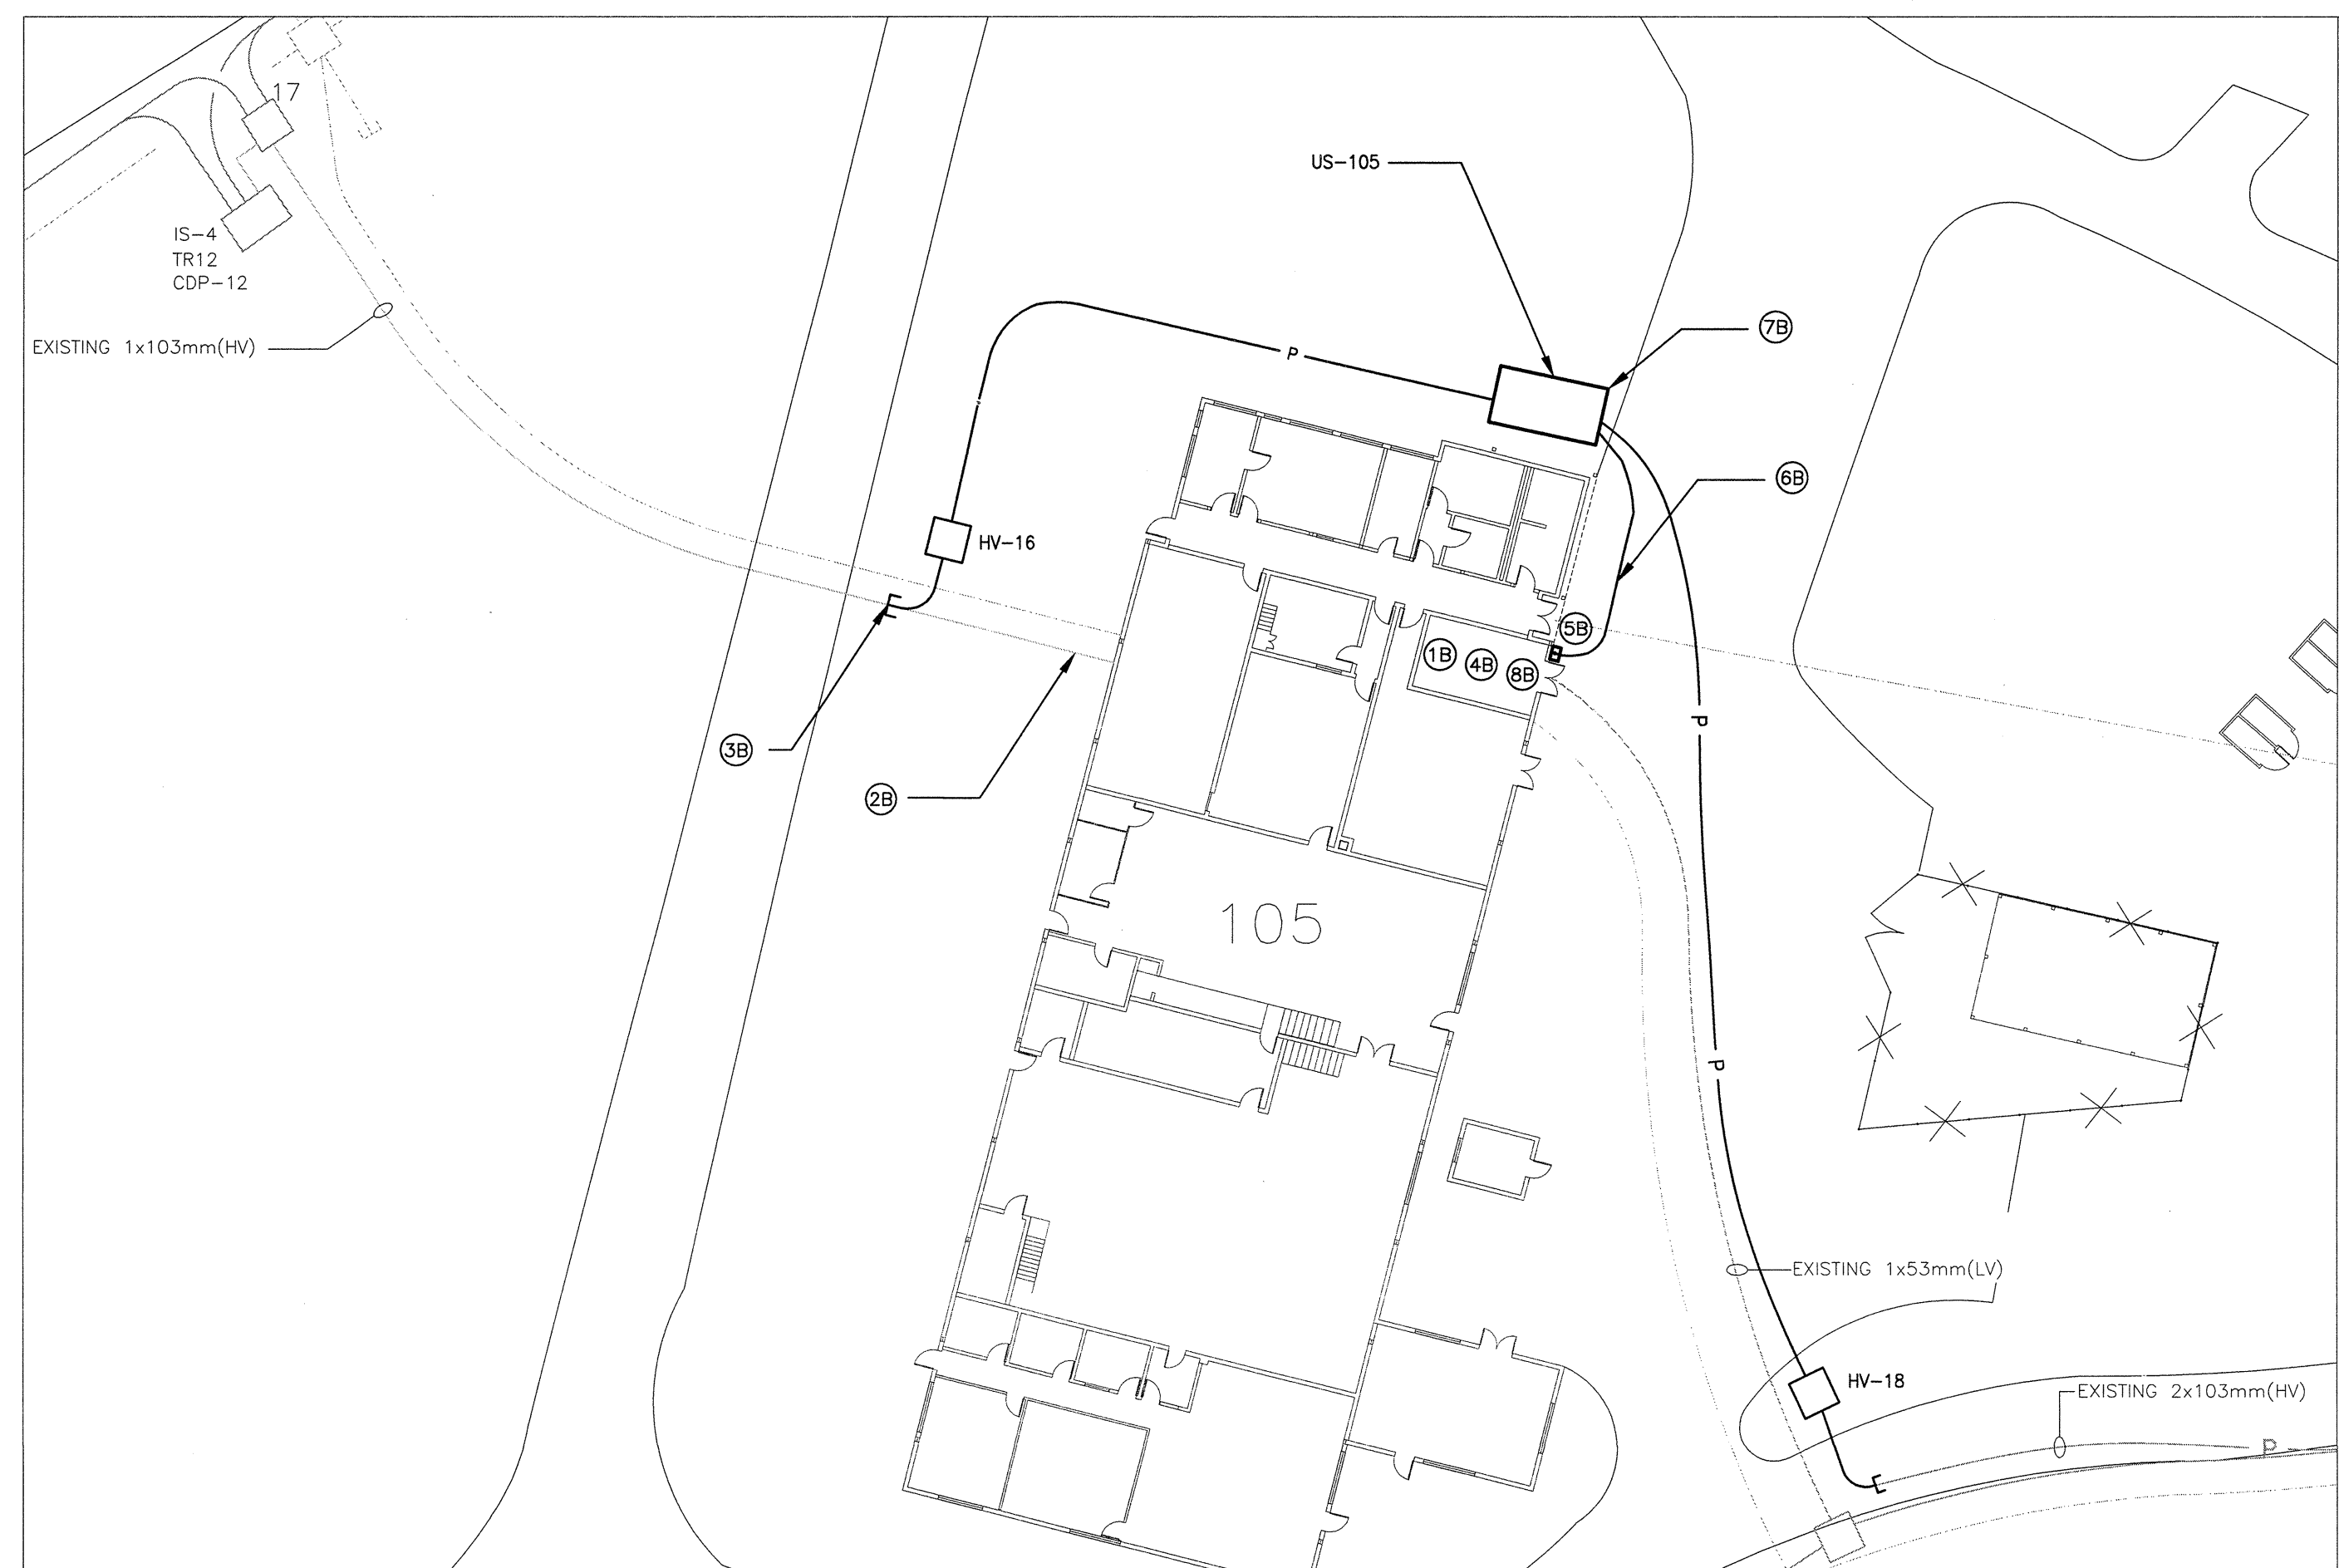 17
US-105
IS-4
TR12
CDP-12
7B
EXISTING 1x103mm(HV)
P
6B
HV-16
5B
1B 4B 8B
P
3B
2B
105
P
EXISTING 1x53mm(LV)
HV-18
EXISTING 2x103mm(HV)
P